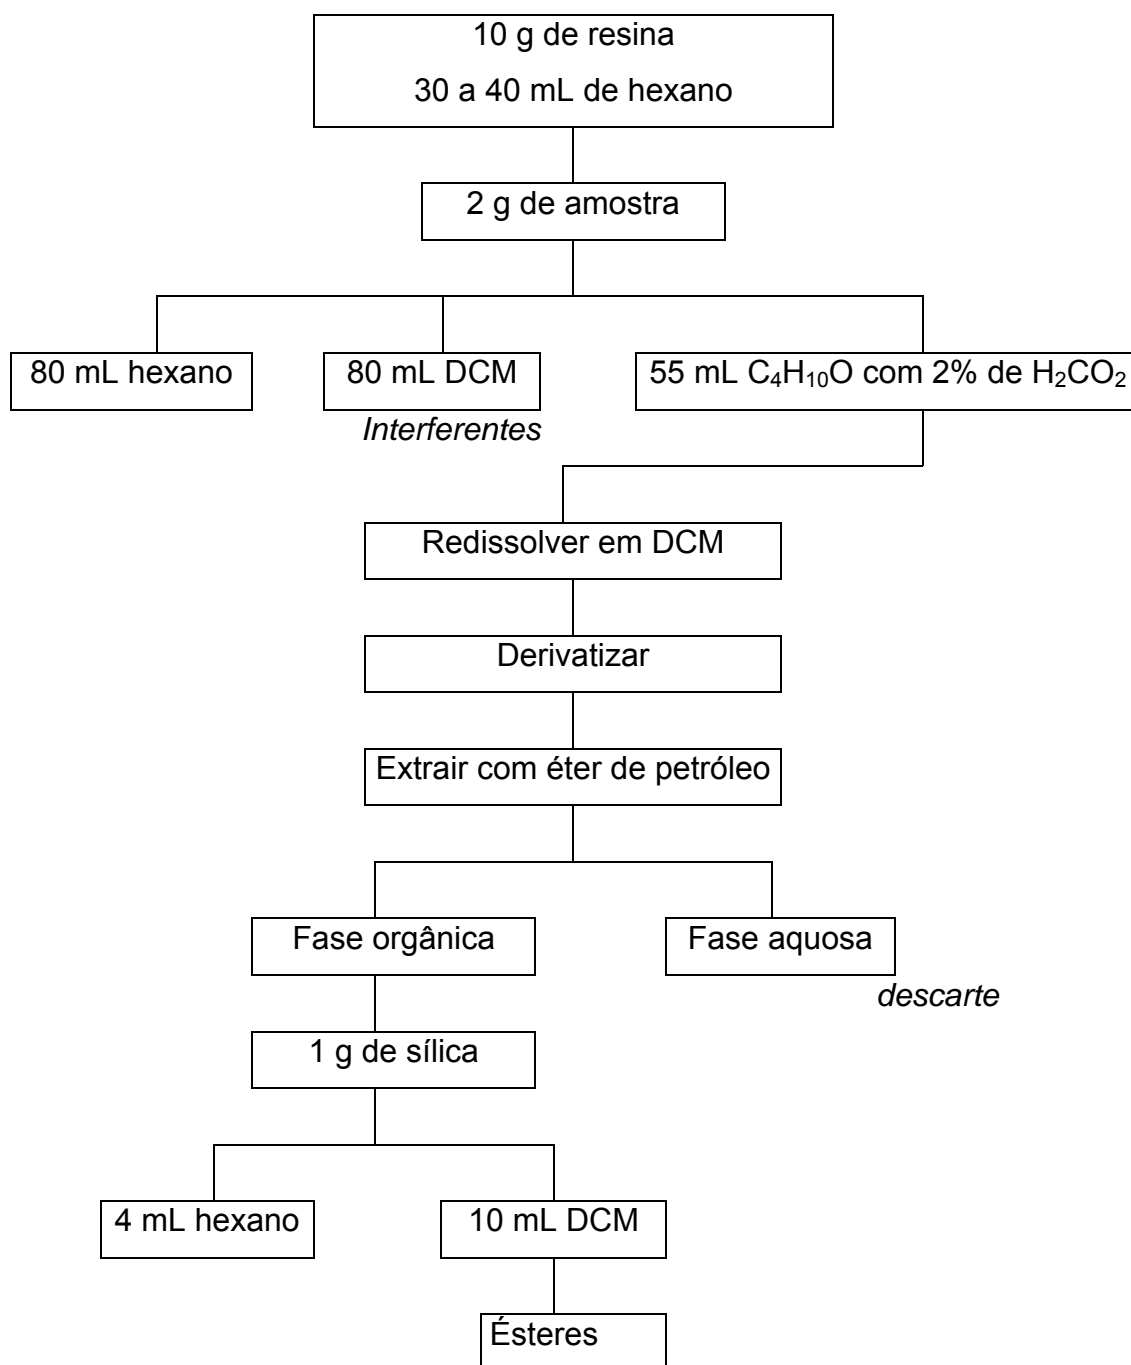 10 g de resina
30 a 40 mL de hexano
2 g de amostra
80 mL hexano
80 mL DCM
55 mL C₄H₁₀O com 2% de H₂CO₂
Interferentes
Redissolver em DCM
Derivatizar
Extrair com éter de petróleo
Fase orgânica
Fase aquosa
descarte
1 g de sílica
4 mL hexano
10 mL DCM
Ésteres